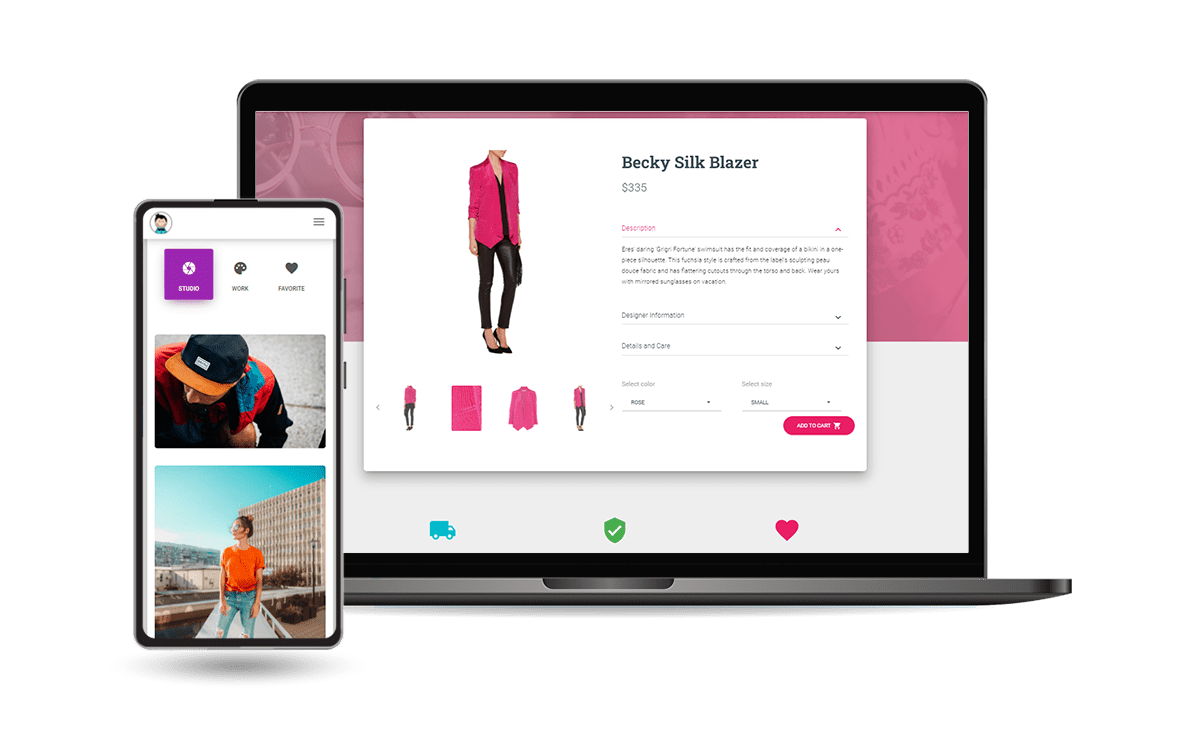 Becky Silk Blazer
$335
Description
Eres' daring 'Grigri Fortune' swimsuit has the fit and coverage of a bikini in a one-
piece silhouette. This fuchsia style is crafted from the label's sculpting peau
douce fabric and has flattering cutouts through the torso and back. Wear yours
with mirrored sunglasses on vacation.
Designer Information
Details and Care
Select color
Select size
ROSE
SMALL
ADD TO CART
STUDIO
WORK
FAVORITE